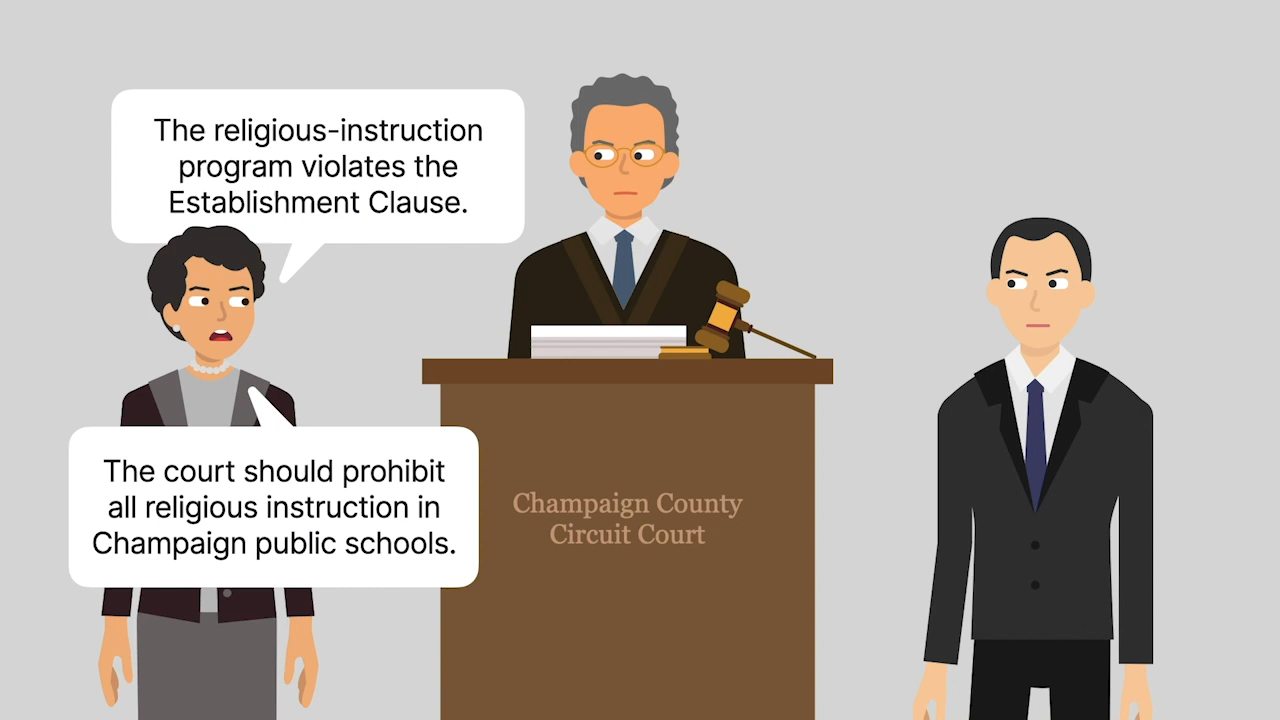 The religious-instruction
program violates the
Establishment Clause.
The court should prohibit
all religious instruction in
Champaign public schools.
Champaign County
Circuit Court